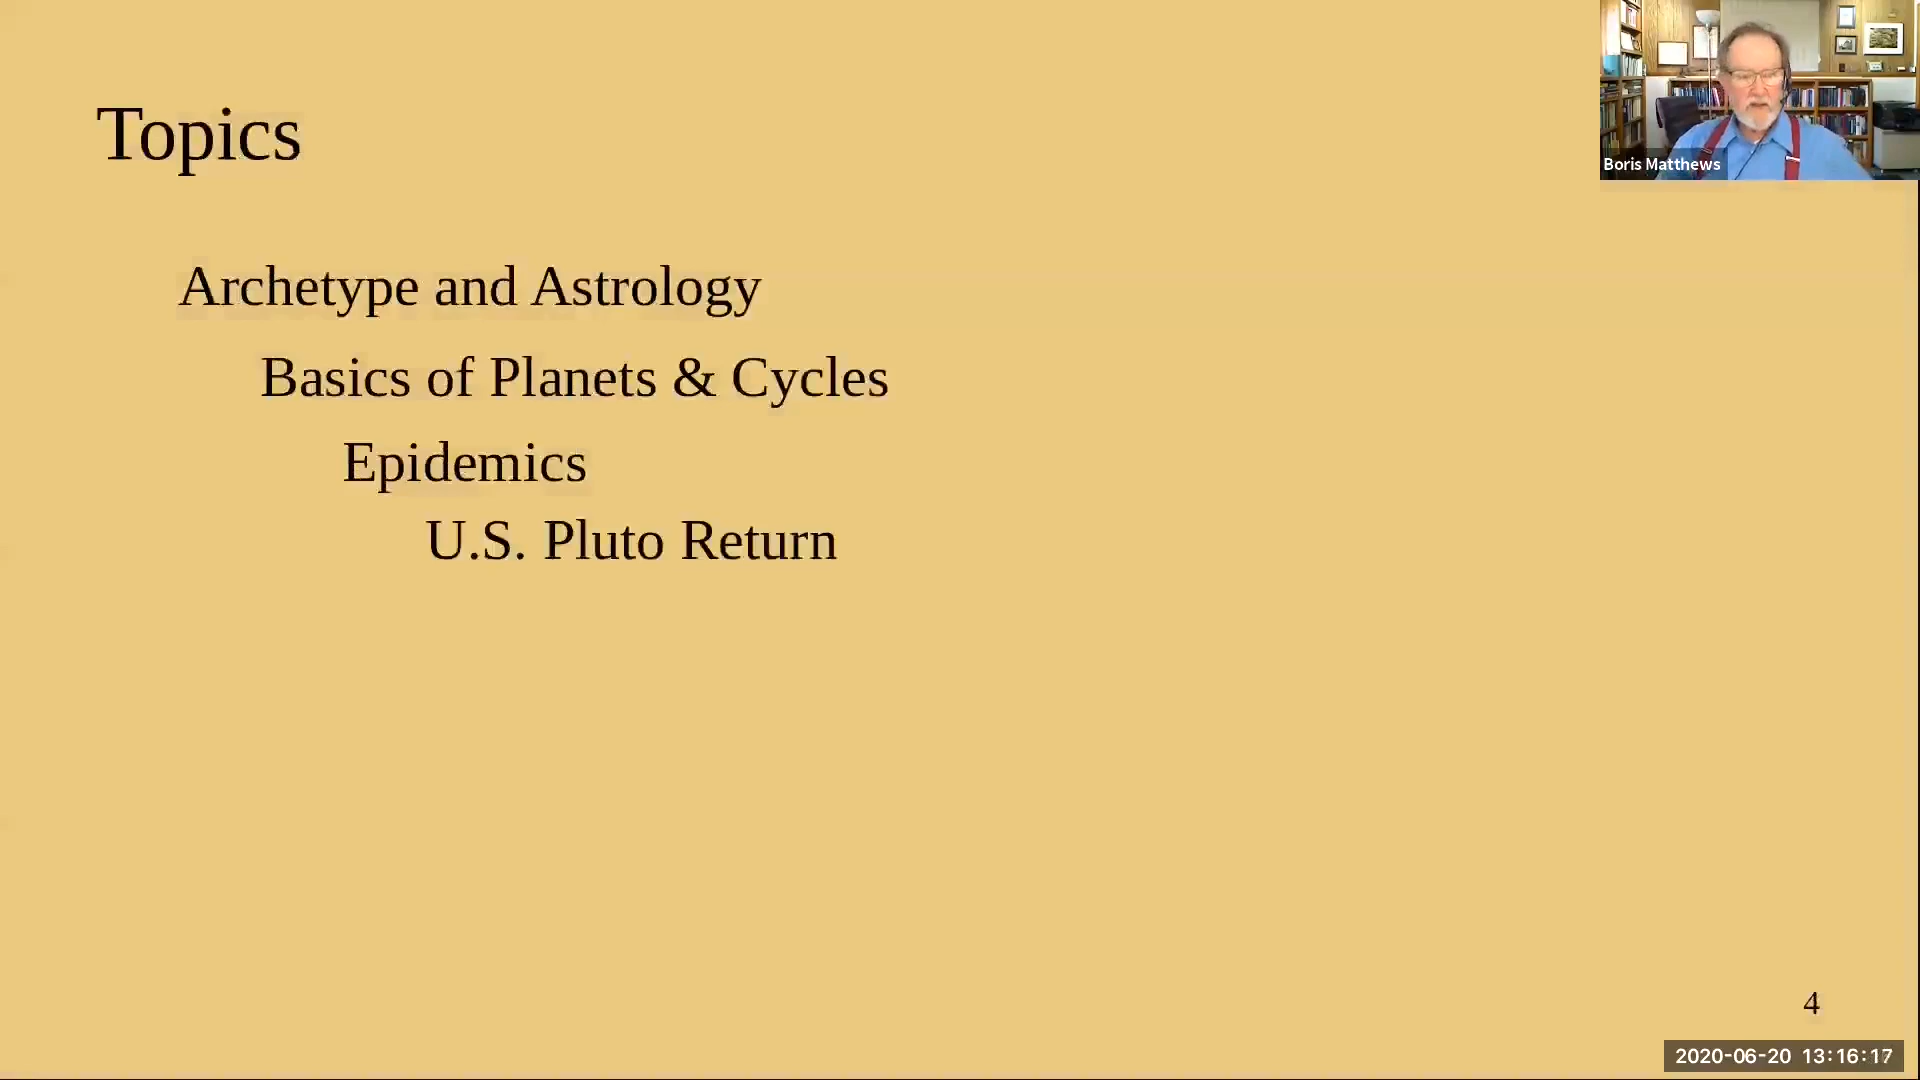 Topics
Boris Matthews
Archetype and Astrology
Basics of Planets & Cycles
Epidemics
U.S. Pluto Return
4
2020-06-20 13:16:17